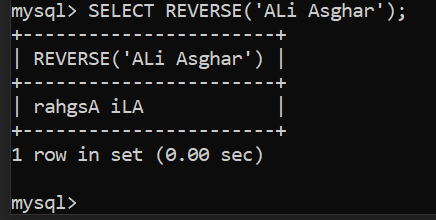 mysql> SELECT REVERSE('ALi Asghar');
+-----------------------+
| REVERSE('ALi Asghar') |
+-----------------------+
| rahgsA iLA            |
+-----------------------+
1 row in set (0.00 sec)
mysql>